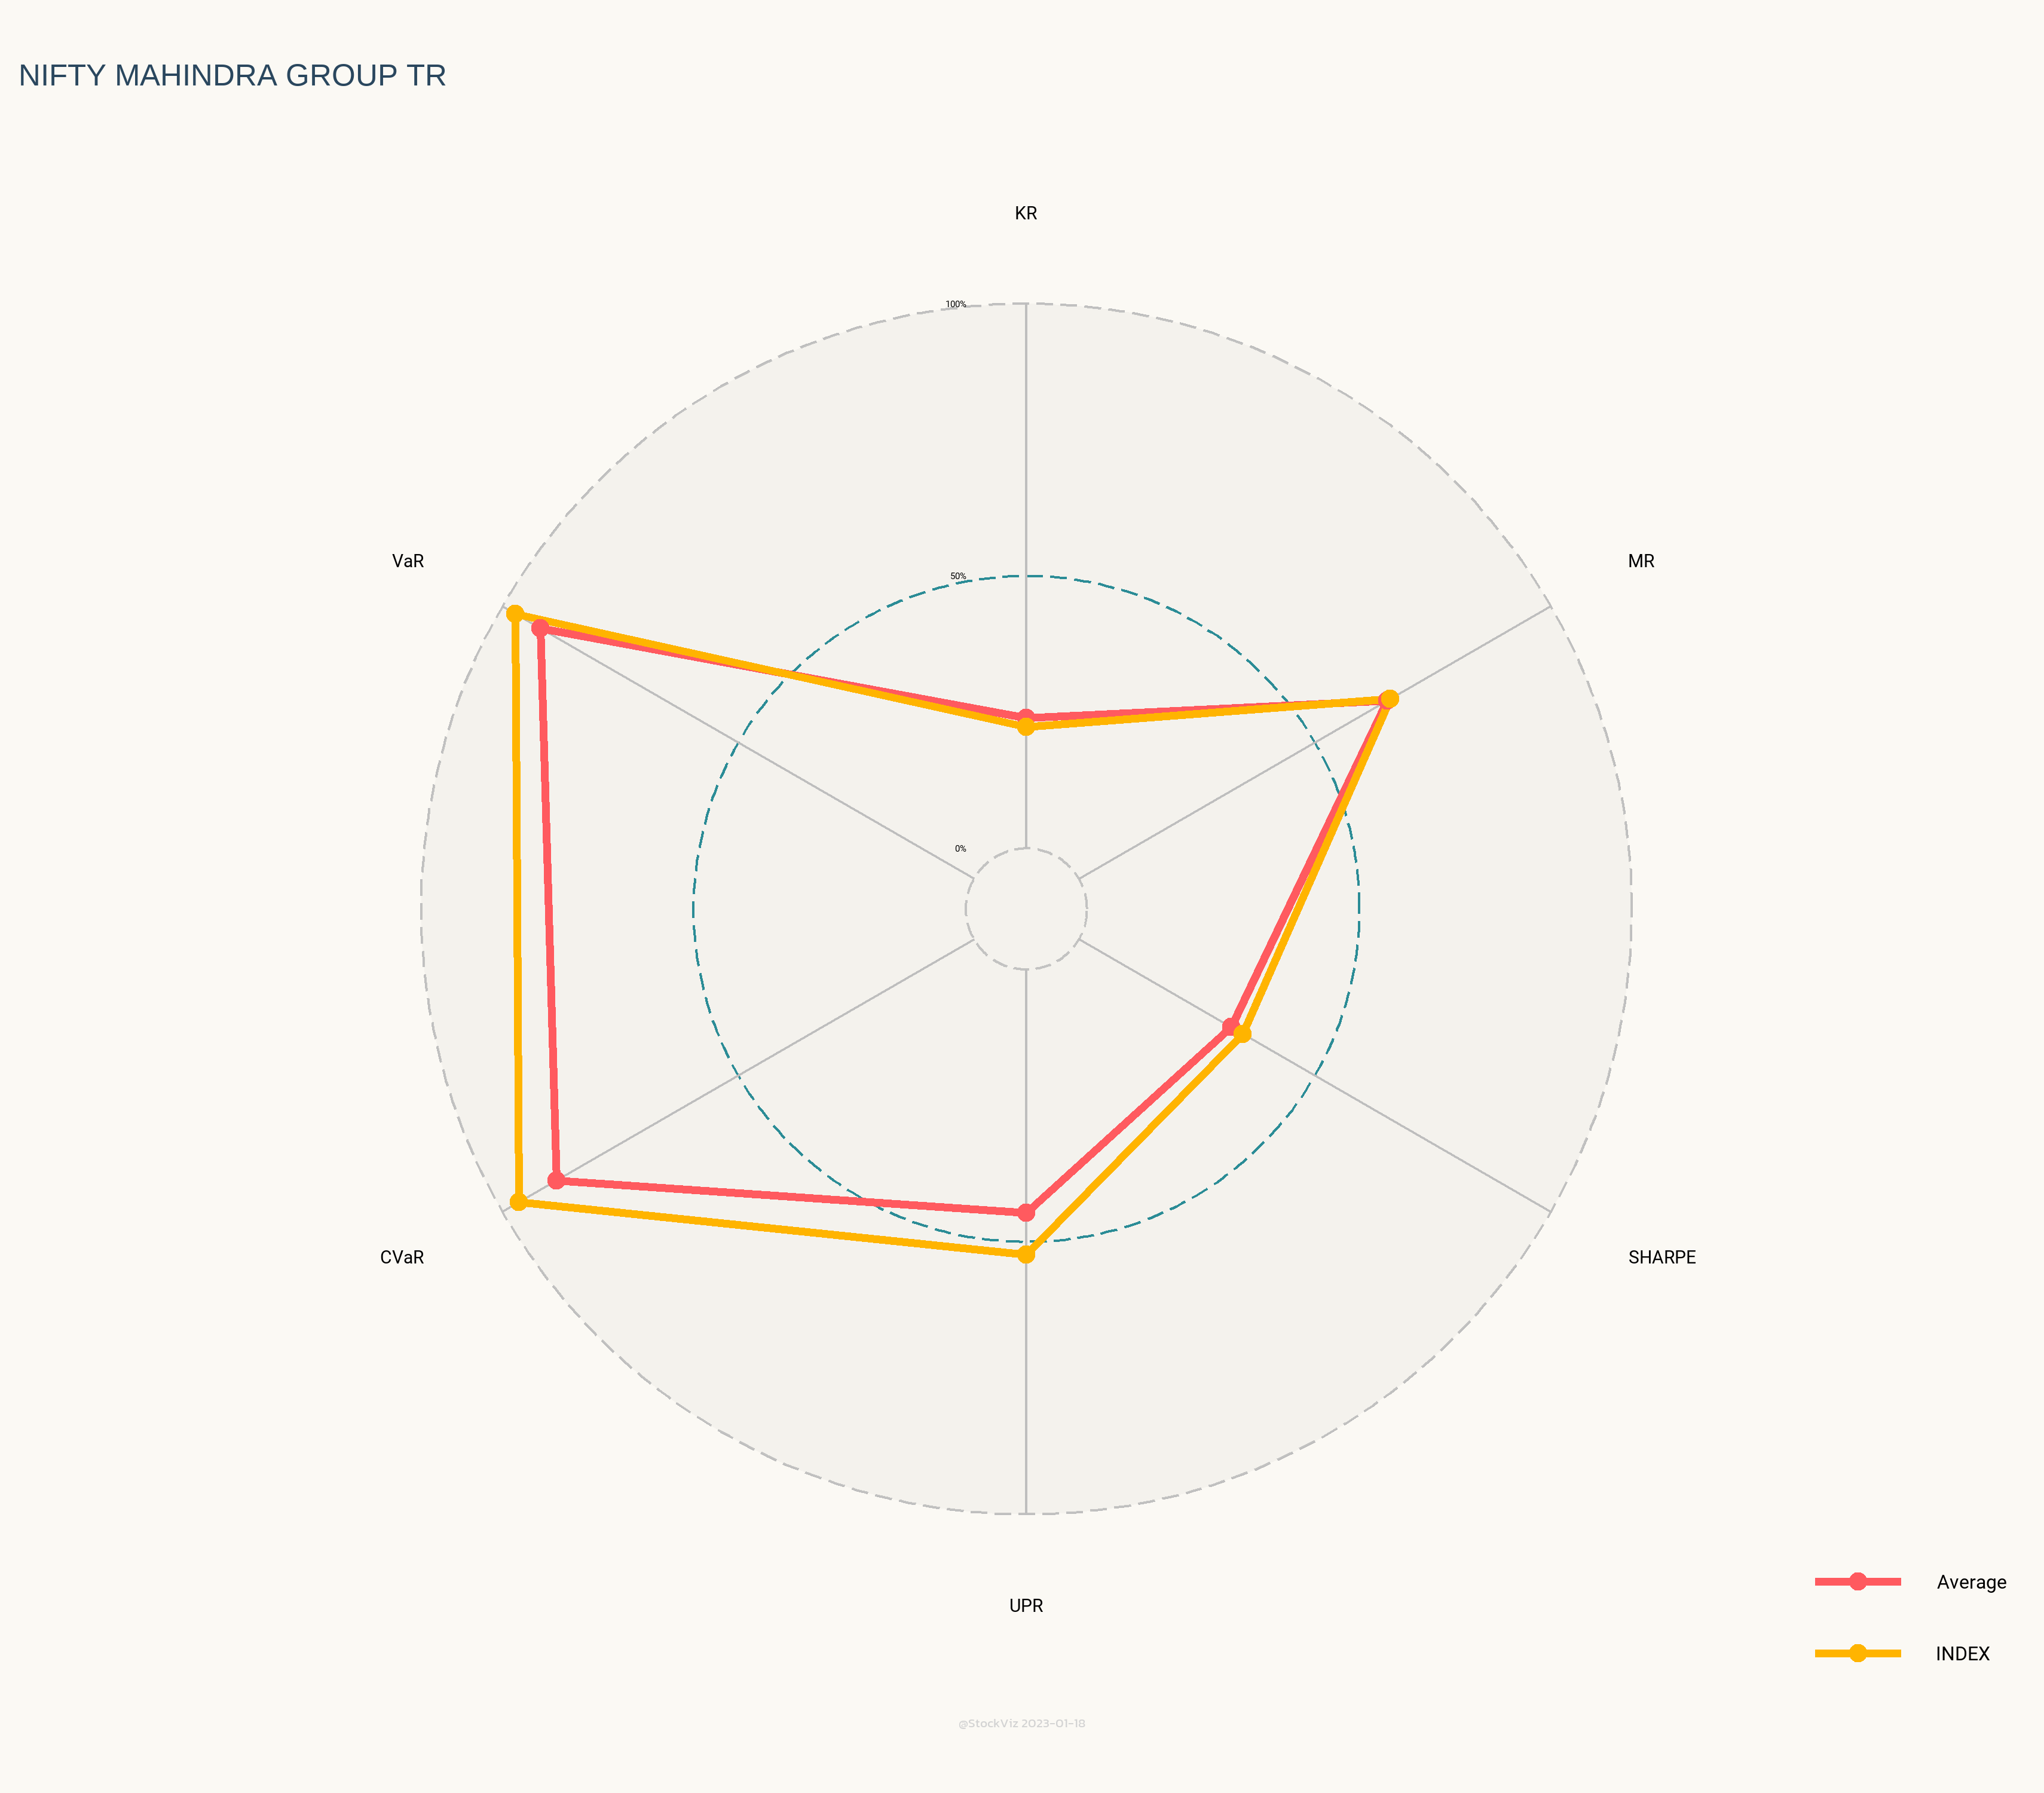 NIFTY MAHINDRA GROUP TR
KR
100%
VaR
MR
50%
0%
CVaR
SHARPE
UPR
Average
INDEX
@StockViz 2023-01-18